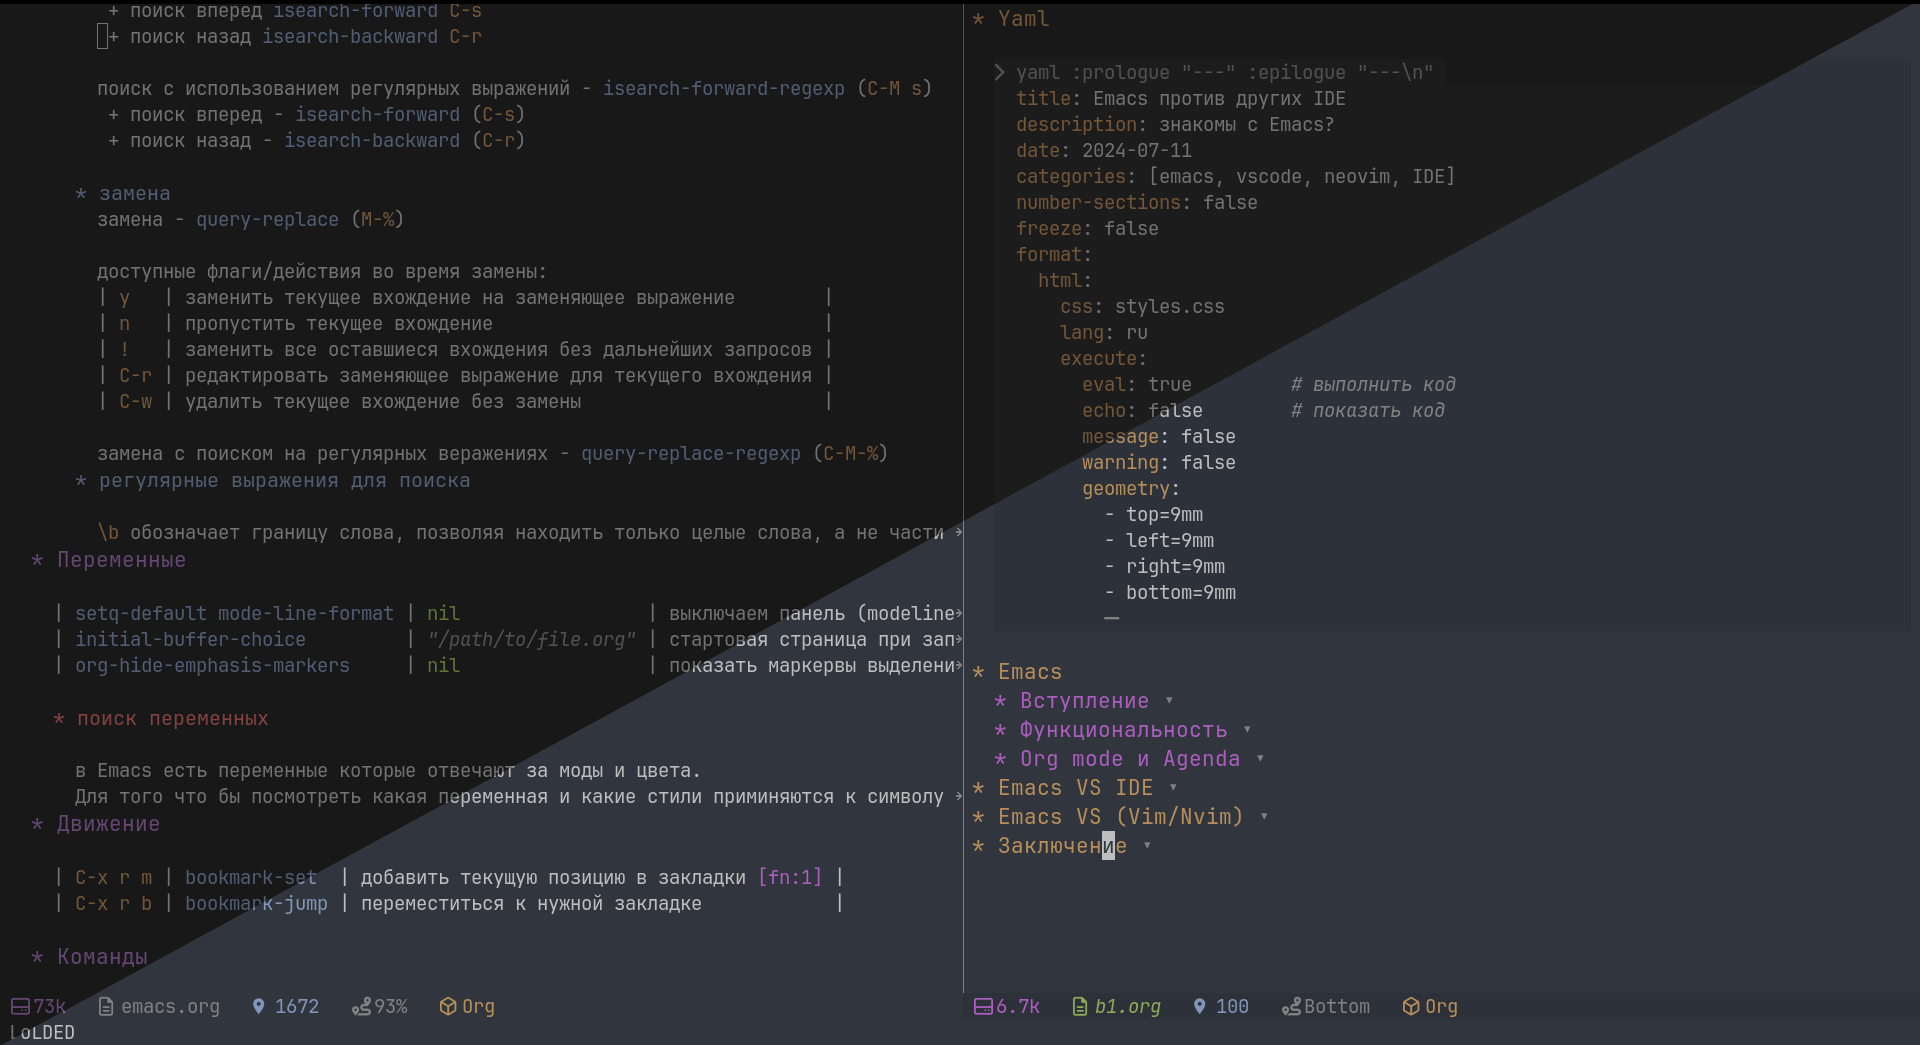 + поиск вперед isearch-forward C-s
+ поиск назад isearch-backward C-r
поиск с использованием регулярных выражений - isearch-forward-regexp (C-M s)
+ поиск вперед - isearch-forward (C-s)
+ поиск назад - isearch-backward (C-r)
* замена
замена - query-replace (M-%)
доступные флаги/действия во время замены:
| y | заменить текущее вхождение на заменяющее выражение |
| n | пропустить текущее вхождение |
| ! | заменить все оставшиеся вхождения без дальнейших запросов |
| C-r | редактировать заменяющее выражение для текущего вхождения |
| C-w | удалить текущее вхождение без замены |
замена с поиском на регулярных веражениях - query-replace-regexp (C-M-%)
* регулярные выражения для поиска
\b обозначает границу слова, позволяя находить только целые слова, а не части
* Переменные
| setq-default mode-line-format | nil | выключаем панель (modeline
| initial-buffer-choice | "/path/to/file.org" | стартовая страница при зап
| org-hide-emphasis-markers | nil | показать маркервы выделени
* поиск переменных
в Emacs есть переменные которые отвечают за моды и цвета.
Для того что бы посмотреть какая переменная и какие стили приминяются к символу
* Движение
| C-x r m | bookmark-set | добавить текущую позицию в закладки [fn:1] |
| C-x r b | bookmark-jump | переместиться к нужной закладке |
* Команды
73k emacs.org 1672 93% Org
* Yaml
yaml :prologue "---" :epilogue "---\n"
title: Emacs против других IDE
description: знакомы с Emacs?
date: 2024-07-11
categories: [emacs, vscode, neovim, IDE]
number-sections: false
freeze: false
format:
html:
css: styles.css
lang: ru
execute:
eval: true # выполнить код
echo: false # показать код
message: false
warning: false
geometry:
- top=9mm
- left=9mm
- right=9mm
- bottom=9mm
* Emacs
* Вступление ▾
* Функциональность ▾
* Org mode и Agenda ▾
* Emacs VS IDE ▾
* Emacs VS (Vim/Nvim) ▾
* Заключение ▾
6.7k b1.org 100 Bottom Org